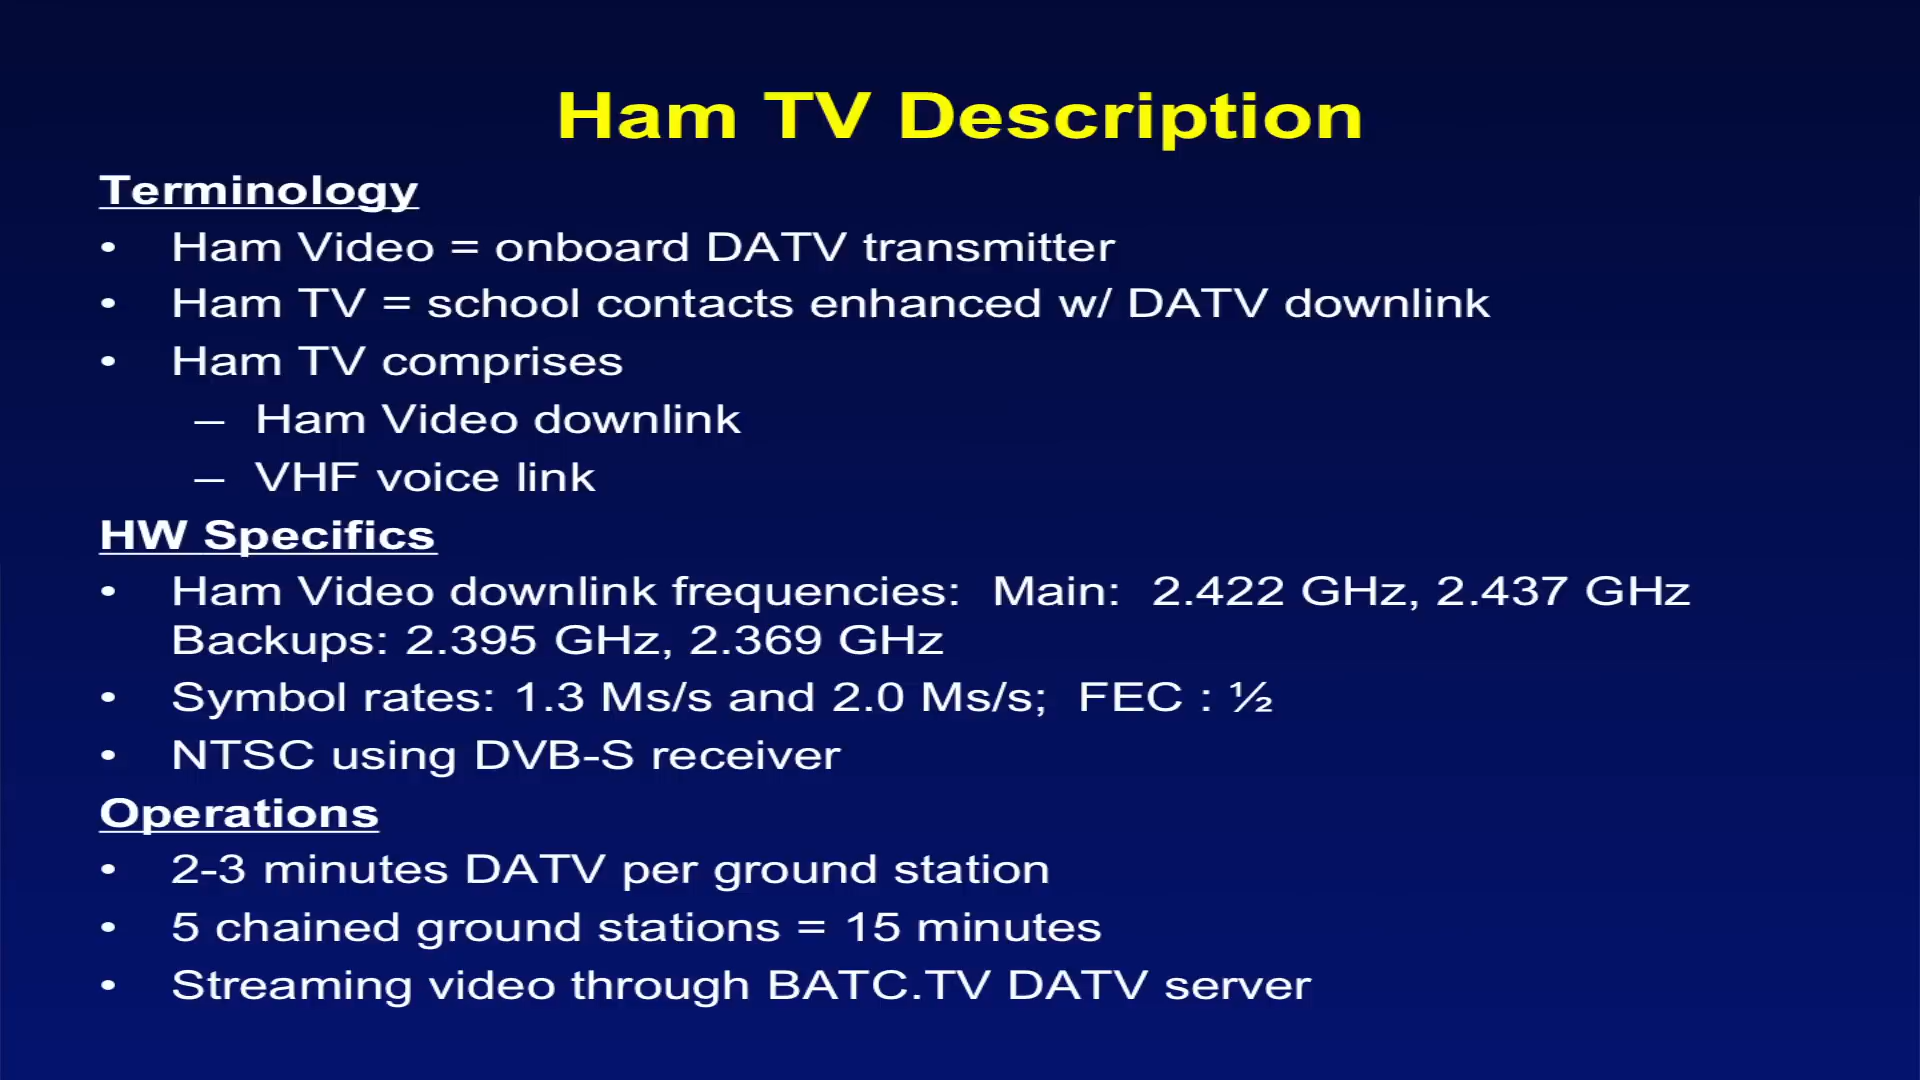 Ham TV Description
Terminology
• Ham Video = onboard DATV transmitter
• Ham TV = school contacts enhanced w/ DATV downlink
• Ham TV comprises
– Ham Video downlink
– VHF voice link
HW Specifics
• Ham Video downlink frequencies:  Main:  2.422 GHz, 2.437 GHz
Backups: 2.395 GHz, 2.369 GHz
• Symbol rates: 1.3 Ms/s and 2.0 Ms/s;  FEC : ½
• NTSC using DVB-S receiver
Operations
• 2-3 minutes DATV per ground station
• 5 chained ground stations = 15 minutes
• Streaming video through BATC.TV DATV server